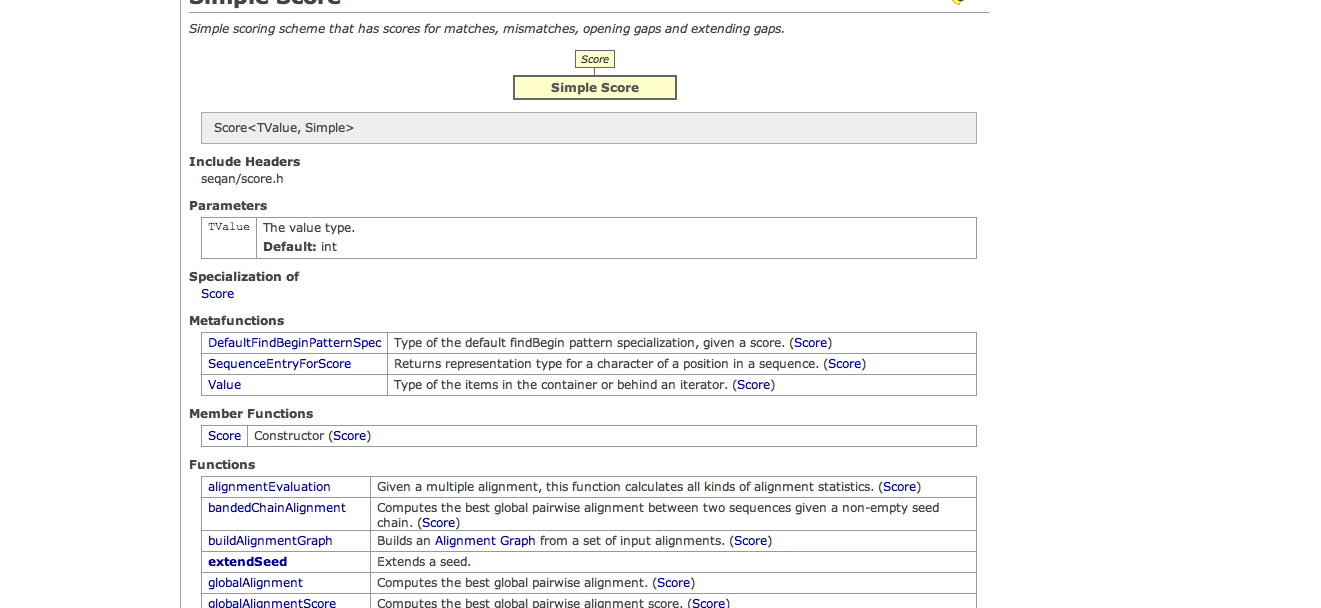 Simple Score
Simple scoring scheme that has scores for matches, mismatches, opening gaps and extending gaps.
Score
Simple Score
Score<TValue, Simple>
Include Headers
seqan/score.h
Parameters
TValue The value type.
Default: int
Specialization of
Score
Metafunctions
DefaultFindBeginPatternSpec Type of the default findBegin pattern specialization, given a score. (Score)
SequenceEntryForScore Returns representation type for a character of a position in a sequence. (Score)
Value Type of the items in the container or behind an iterator. (Score)
Member Functions
Score Constructor (Score)
Functions
alignmentEvaluation Given a multiple alignment, this function calculates all kinds of alignment statistics. (Score)
bandedChainAlignment Computes the best global pairwise alignment between two sequences given a non-empty seed
chain. (Score)
buildAlignmentGraph Builds an Alignment Graph from a set of input alignments. (Score)
extendSeed Extends a seed.
globalAlignment Computes the best global pairwise alignment. (Score)
globalAlignmentScore Computes the best global pairwise alignment score. (Score)